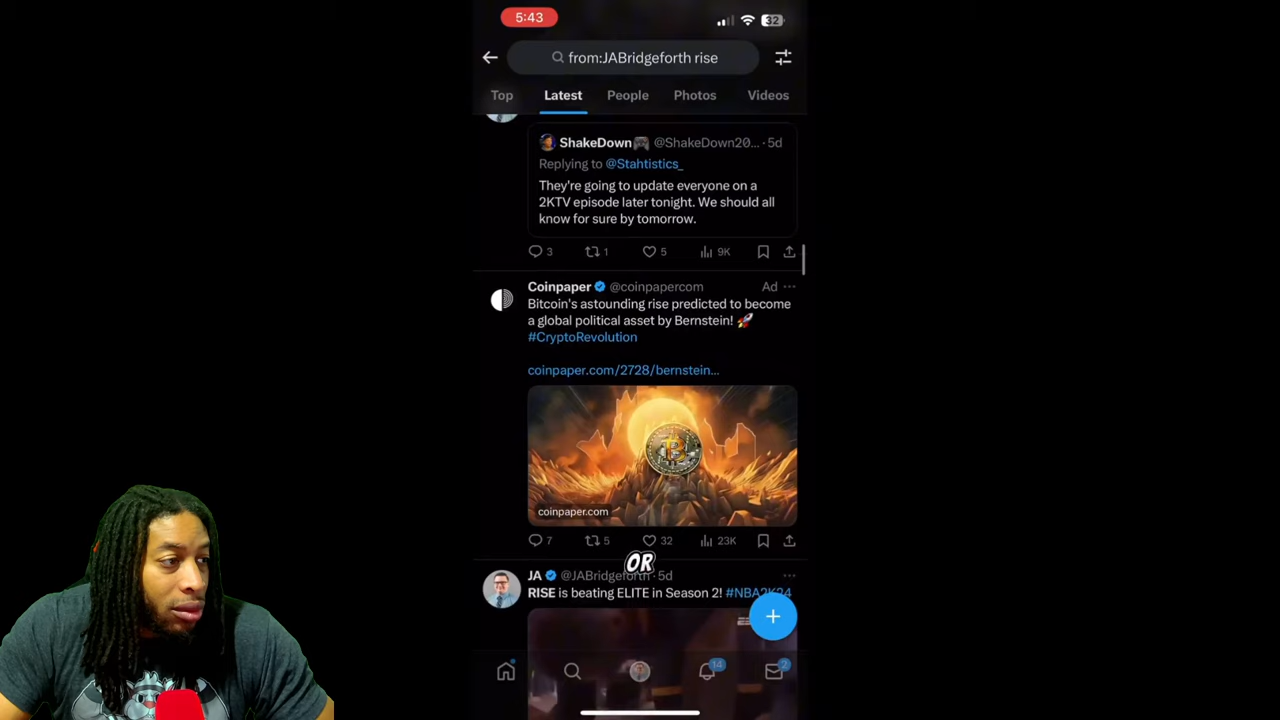 5:43
32
from:JABridgeforth rise
Top Latest People Photos Videos
ShakeDown🎮 @ShakeDown20... · 5d
Replying to @Stahtistics_
They're going to update everyone on a
2KTV episode later tonight. We should all
know for sure by tomorrow.
3 1 5 9K
Coinpaper @coinpapercom Ad ...
Bitcoin's astounding rise predicted to become
a global political asset by Bernstein! 🚀
#CryptoRevolution
coinpaper.com/2728/bernstein...
coinpaper.com
7 5 32 23K
OR
JA @JABridgeforth · 5d ...
RISE is beating ELITE in Season 2! #NBA2K24
14 2